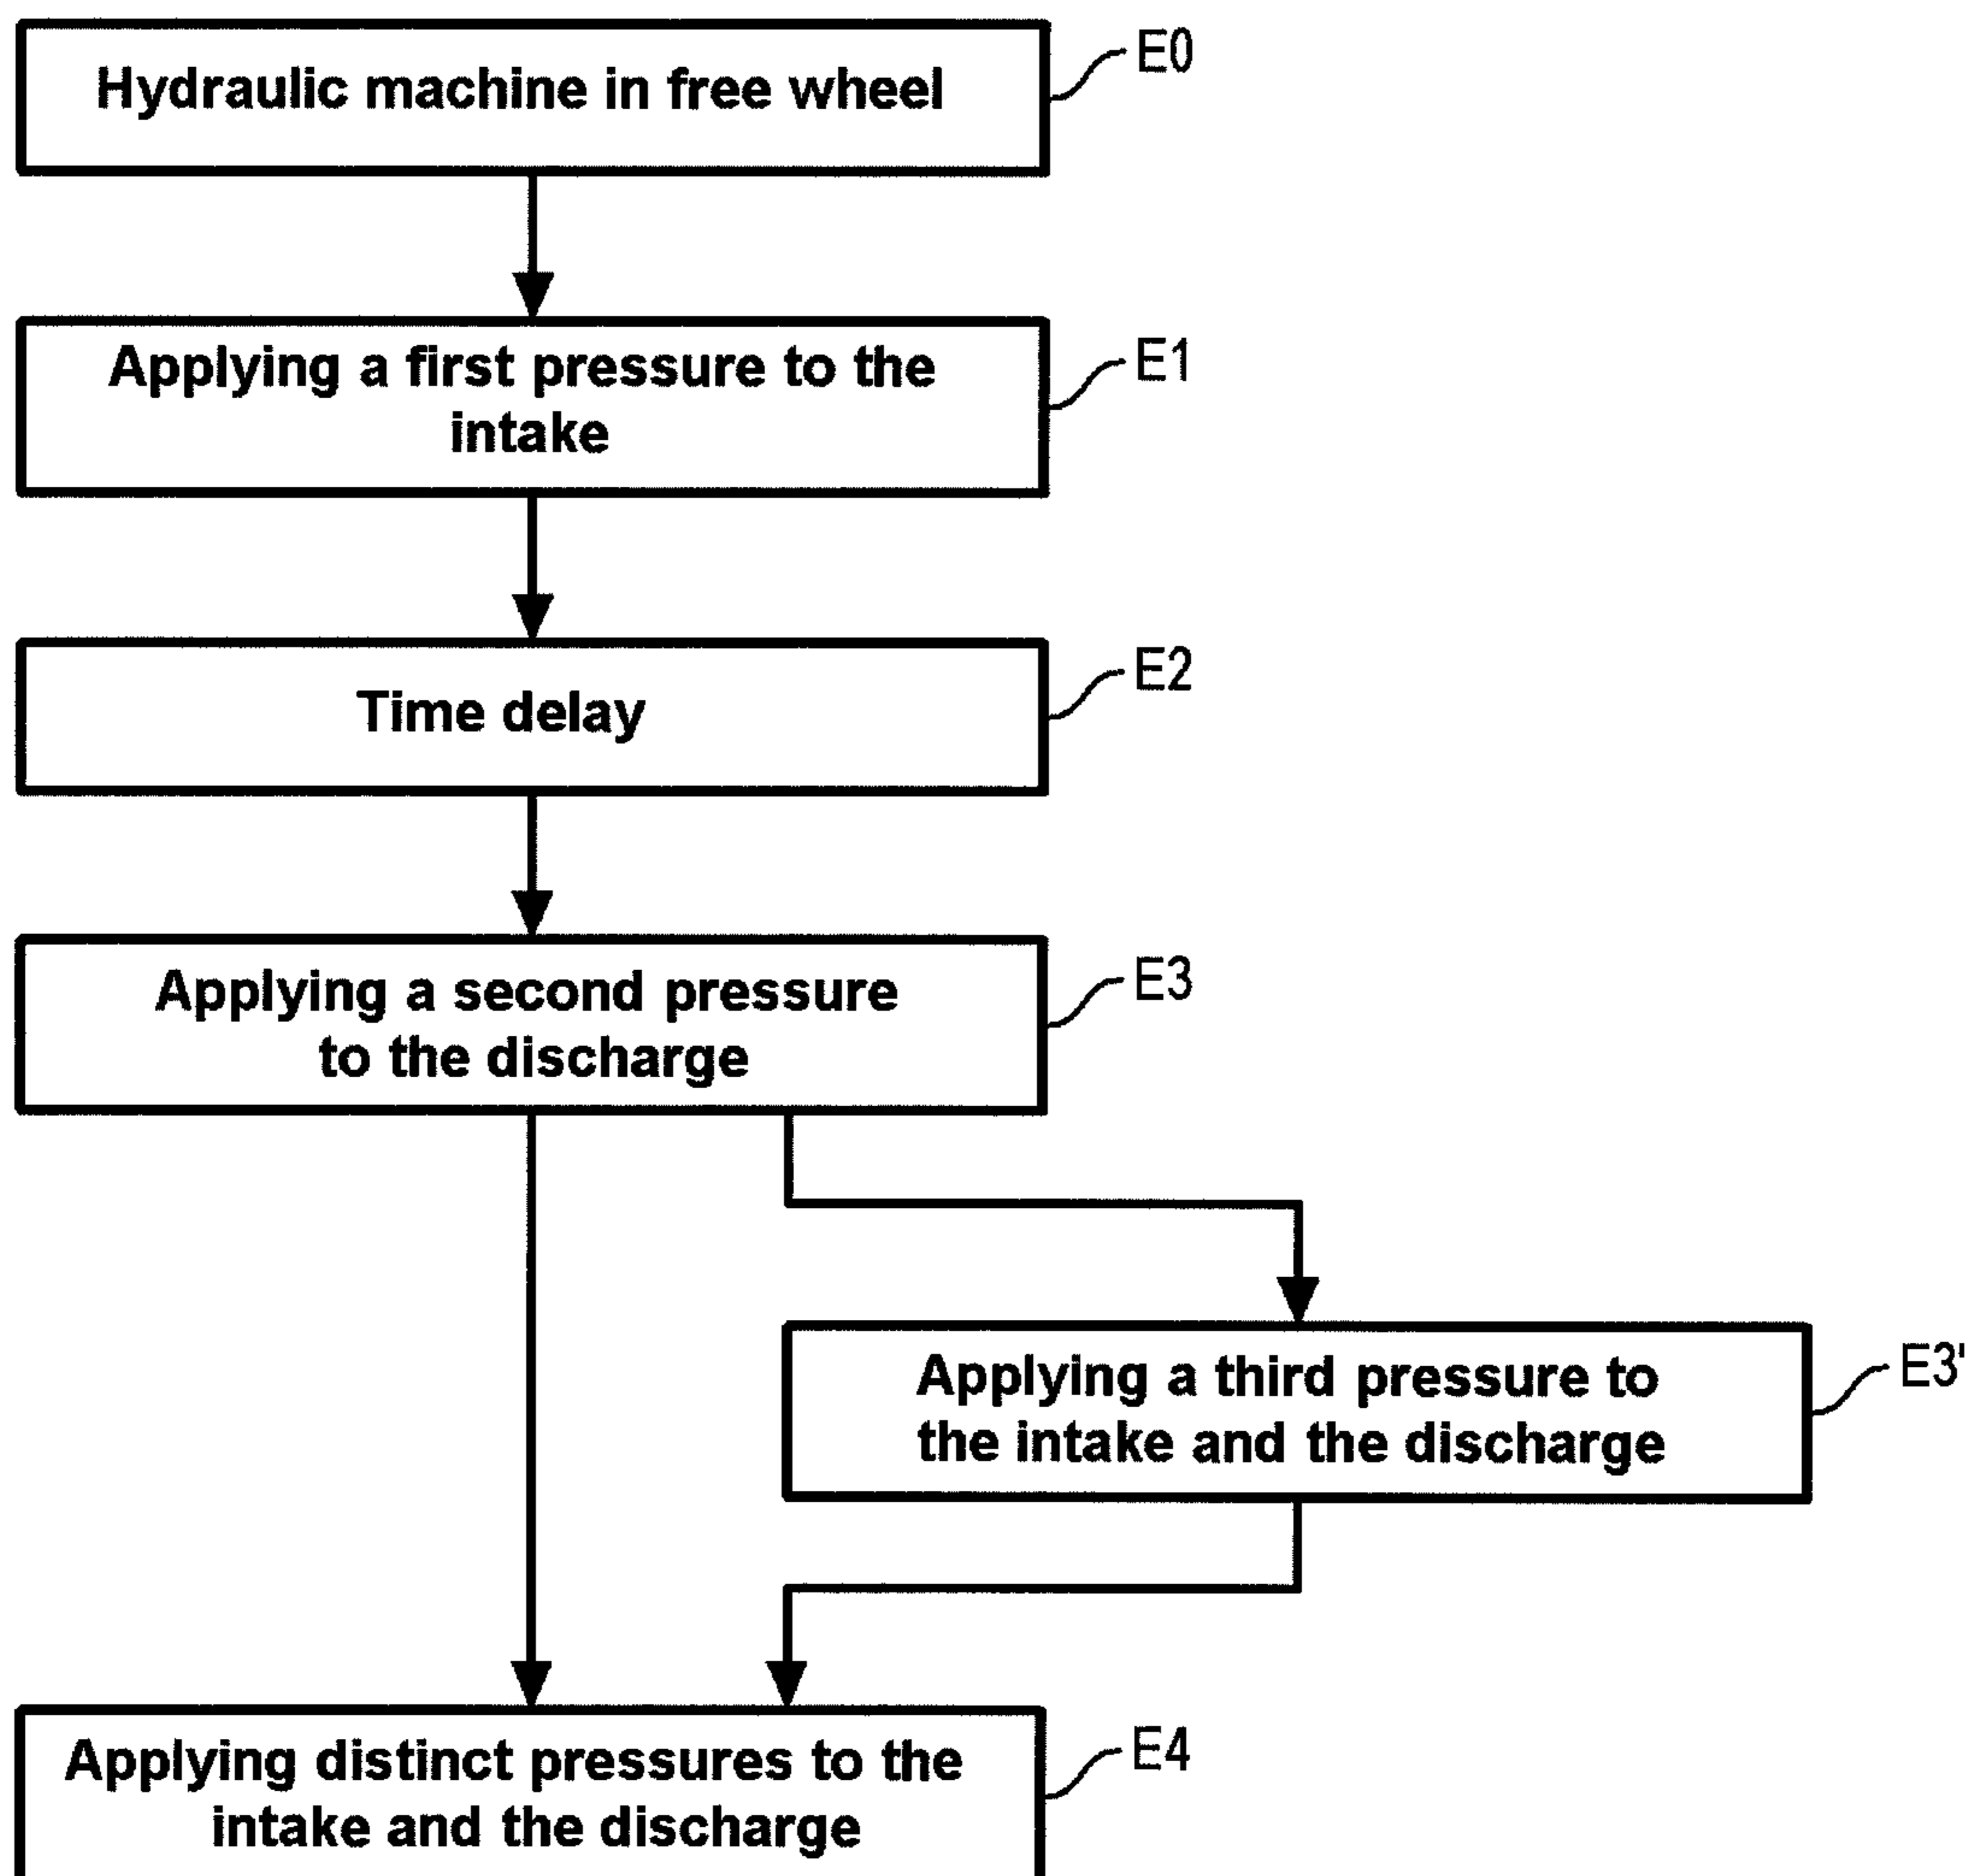 Hydraulic machine in free wheel
E0
Applying a first pressure to the
intake
E1
Time delay
E2
Applying a second pressure
to the discharge
E3
Applying a third pressure to
the intake and the discharge
E3'
Applying distinct pressures to the
intake and the discharge
E4